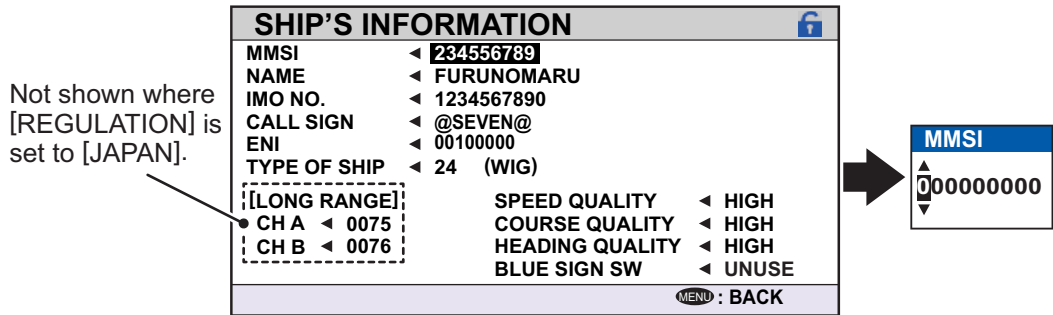 SHIP'S INFORMATION
MMSI ◄ 234556789
NAME ◄ FURUNOMARU
IMO NO. ◄ 1234567890
CALL SIGN ◄ @SEVEN@
ENI ◄ 00100000
TYPE OF SHIP ◄ 24 (WIG)
[LONG RANGE]
CH A ◄ 0075
CH B ◄ 0076
SPEED QUALITY ◄ HIGH
COURSE QUALITY ◄ HIGH
HEADING QUALITY ◄ HIGH
BLUE SIGN SW ◄ UNUSE
MENU : BACK
Not shown where
[REGULATION] is
set to [JAPAN].
MMSI
000000000